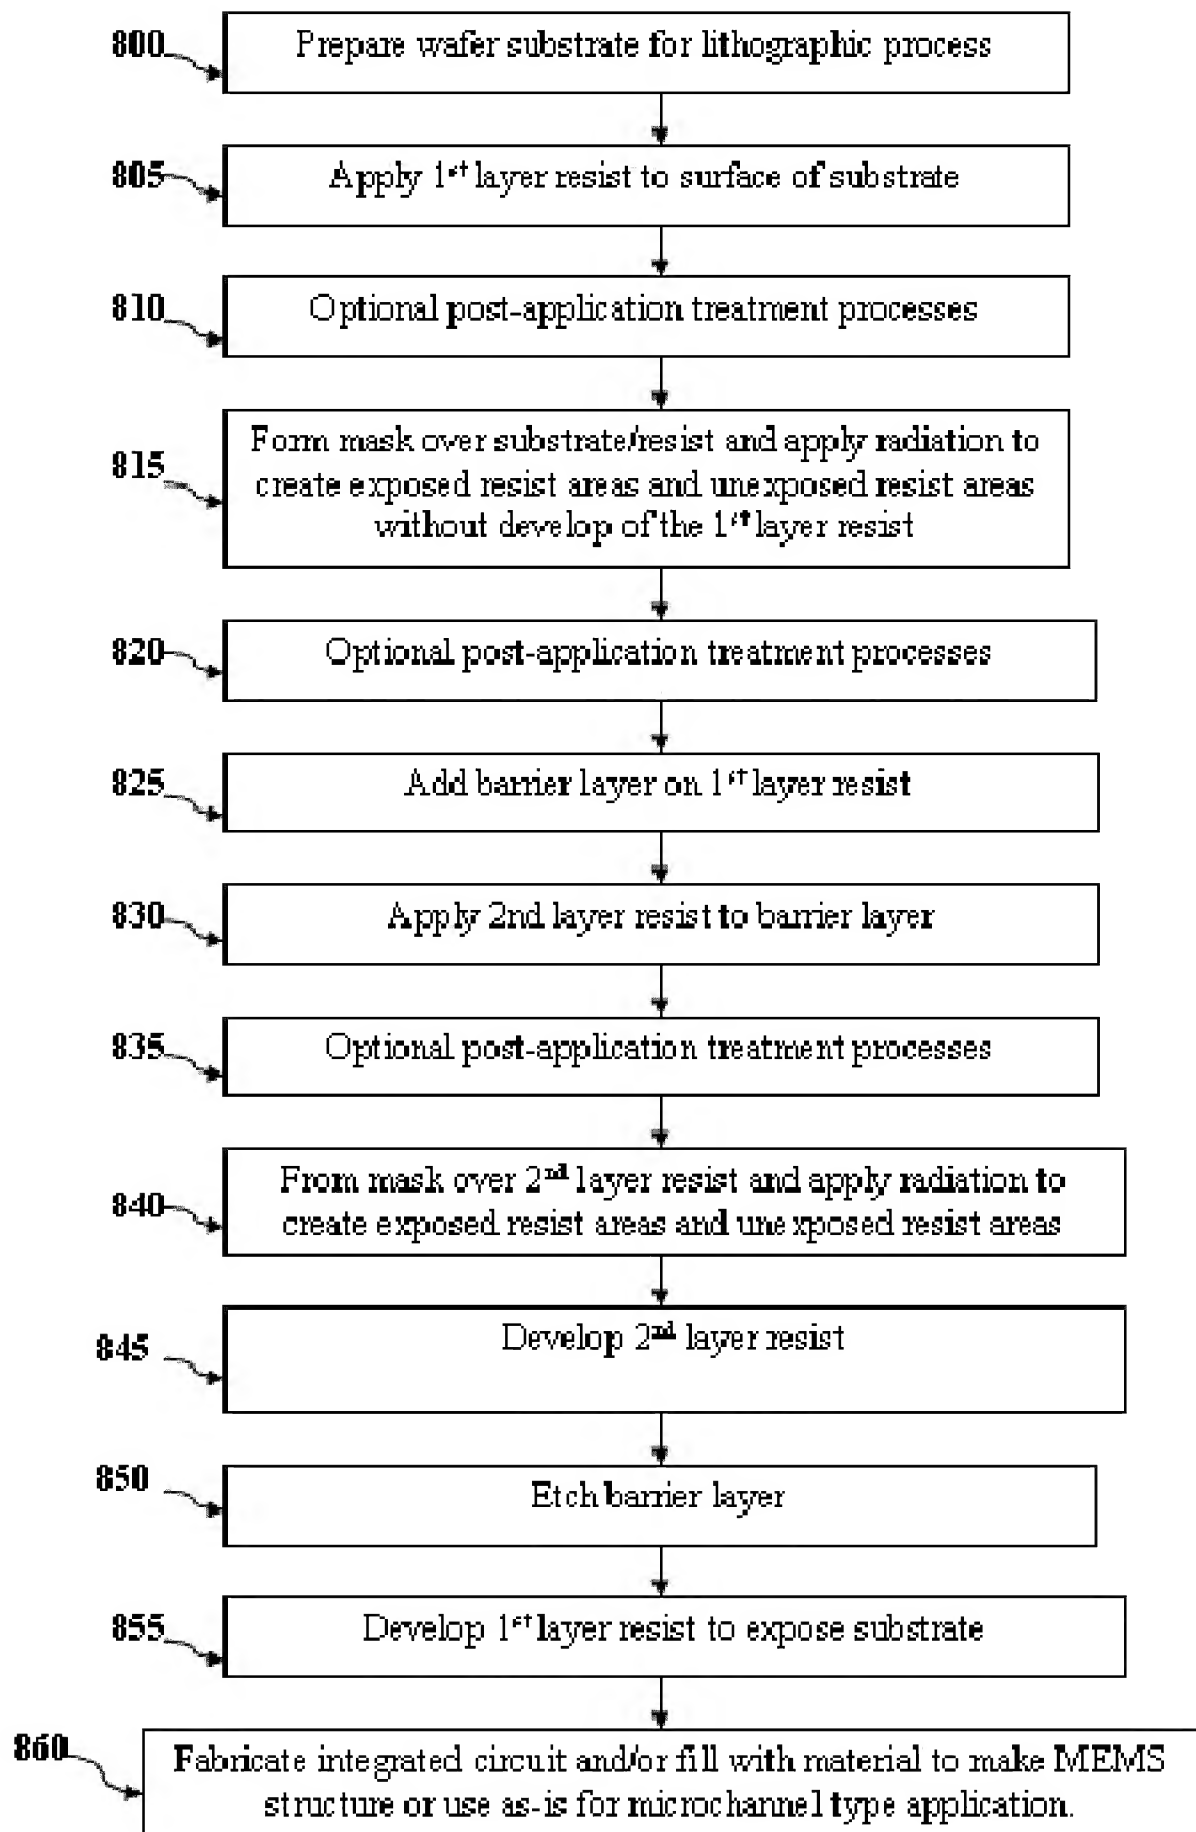 800
Prepare wafer substrate for lithographic process
805
Apply 1st layer resist to surface of substrate
810
Optional post-application treatment processes
815
Form mask over substrate/resist and apply radiation to
create exposed resist areas and unexposed resist areas
without develop of the 1st layer resist
820
Optional post-application treatment processes
825
Add barrier layer on 1st layer resist
830
Apply 2nd layer resist to barrier layer
835
Optional post-application treatment processes
840
From mask over 2nd layer resist and apply radiation to
create exposed resist areas and unexposed resist areas
845
Develop 2nd layer resist
850
Etch barrier layer
855
Develop 1st layer resist to expose substrate
860
Fabricate integrated circuit and/or fill with material to make MEMS
structure or use as-is for microchannel type application.